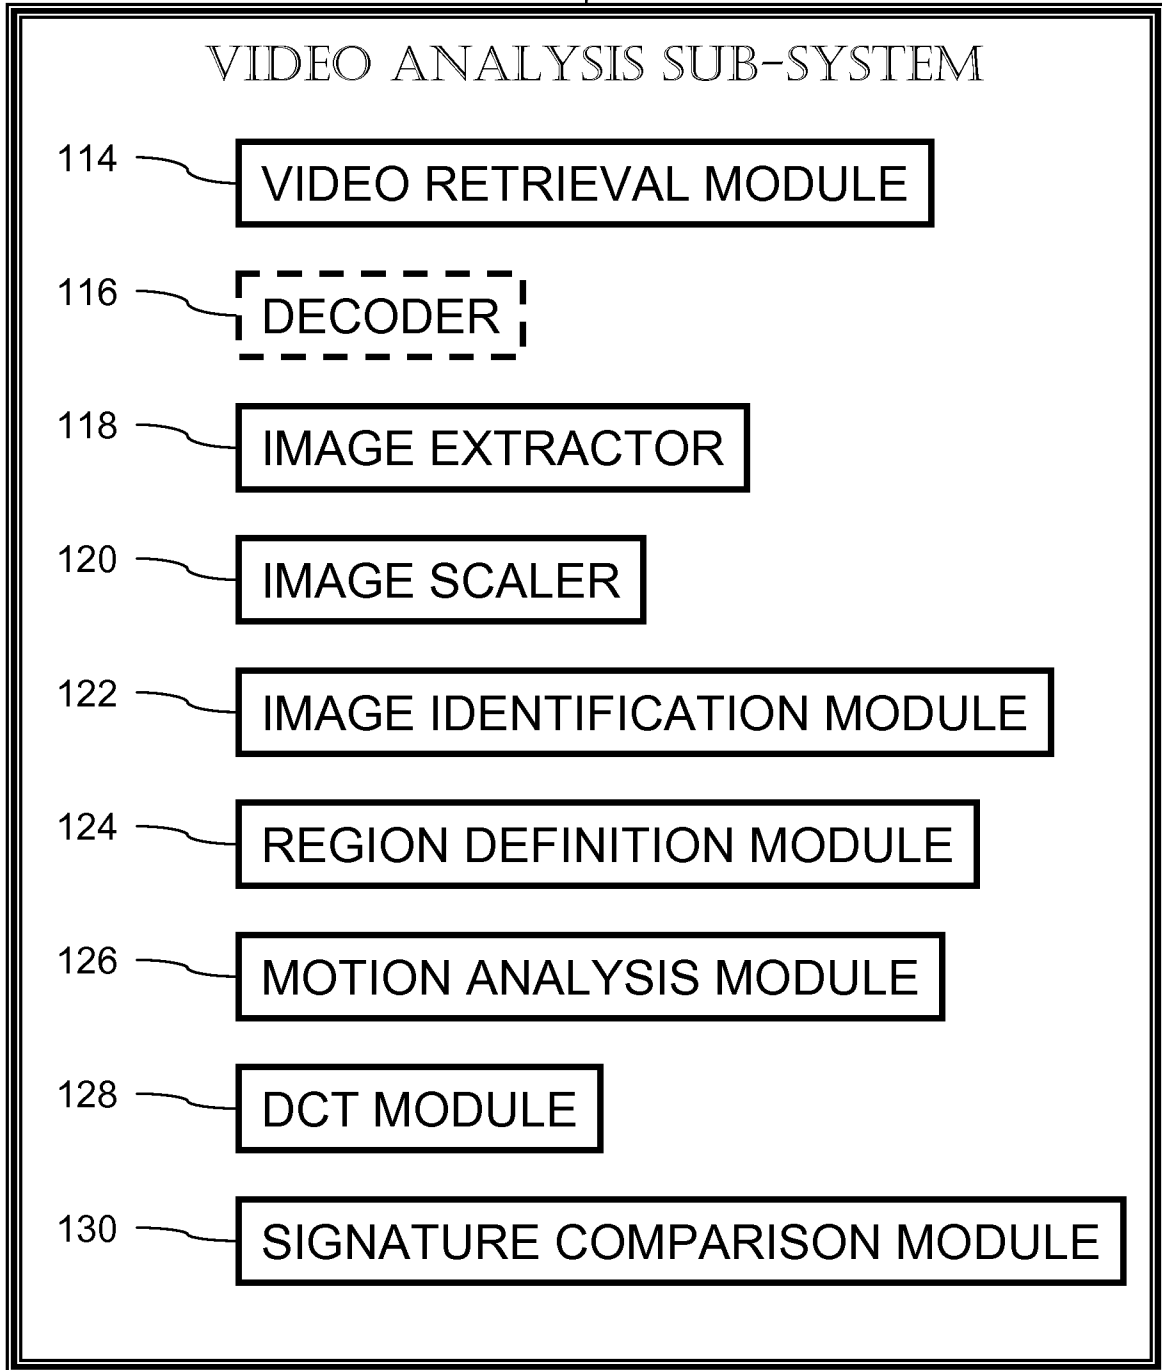 VIDEO ANALYSIS SUB-SYSTEM
114 VIDEO RETRIEVAL MODULE
116 DECODER
118 IMAGE EXTRACTOR
120 IMAGE SCALER
122 IMAGE IDENTIFICATION MODULE
124 REGION DEFINITION MODULE
126 MOTION ANALYSIS MODULE
128 DCT MODULE
130 SIGNATURE COMPARISON MODULE